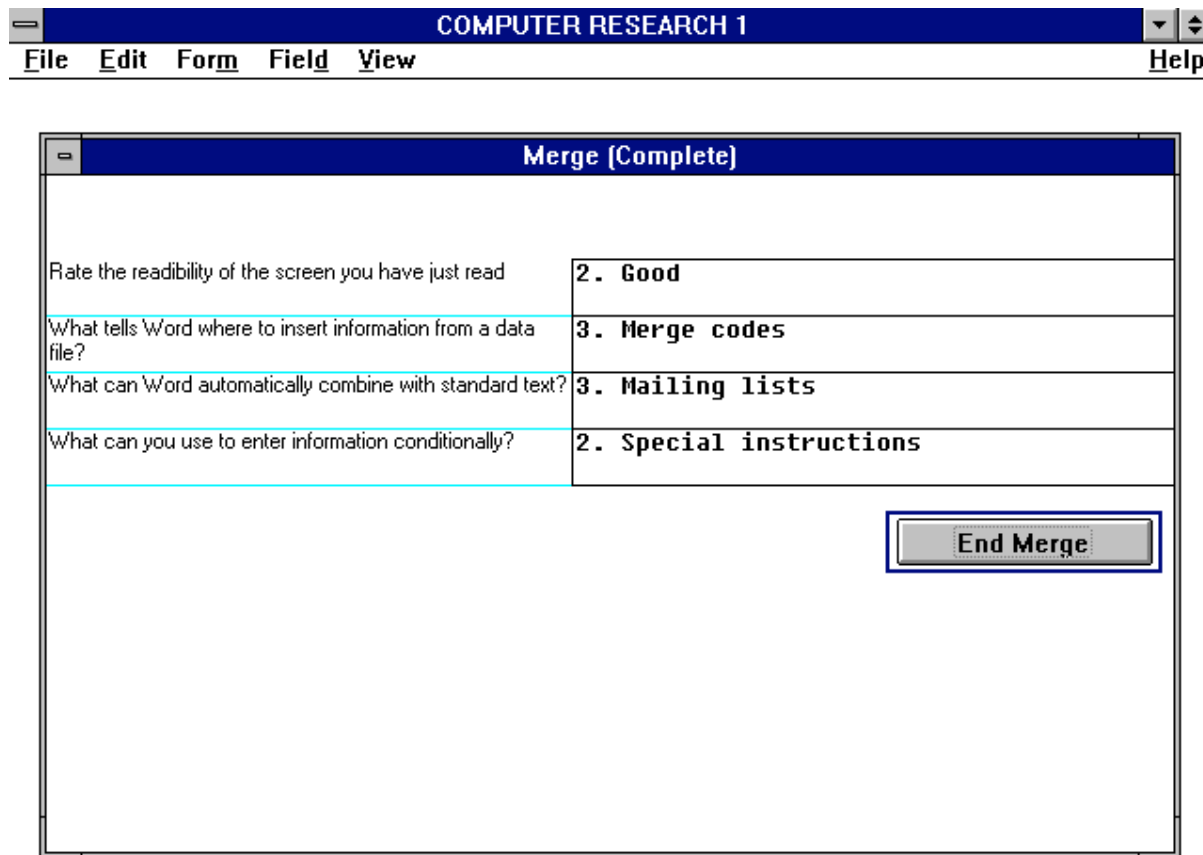 COMPUTER RESEARCH 1
File Edit Form Field View Help
Merge (Complete)
Rate the readibility of the screen you have just read
2. Good
What tells Word where to insert information from a data
file?
3. Merge codes
What can Word automatically combine with standard text?
3. Mailing lists
What can you use to enter information conditionally?
2. Special instructions
End Merge